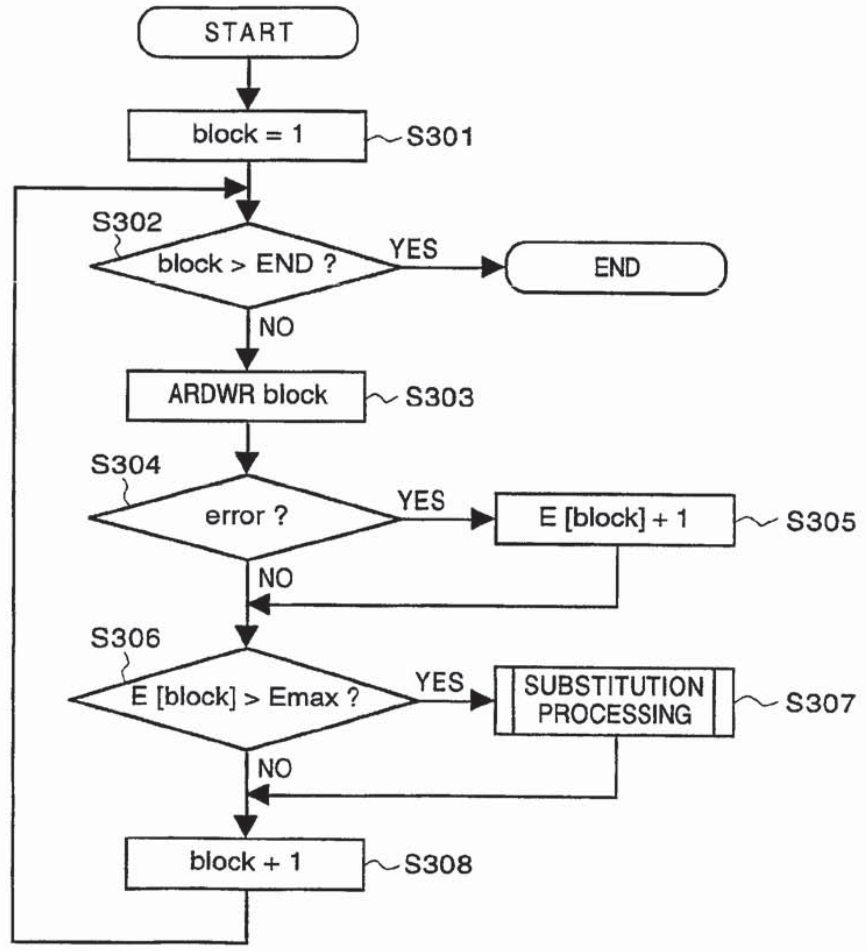 START
block = 1
S301
S302
block > END ?
YES
END
NO
ARDWR block
S303
S304
error ?
YES
E [block] + 1
S305
NO
S306
E [block] > Emax ?
YES
SUBSTITUTION
PROCESSING
S307
NO
block + 1
S308